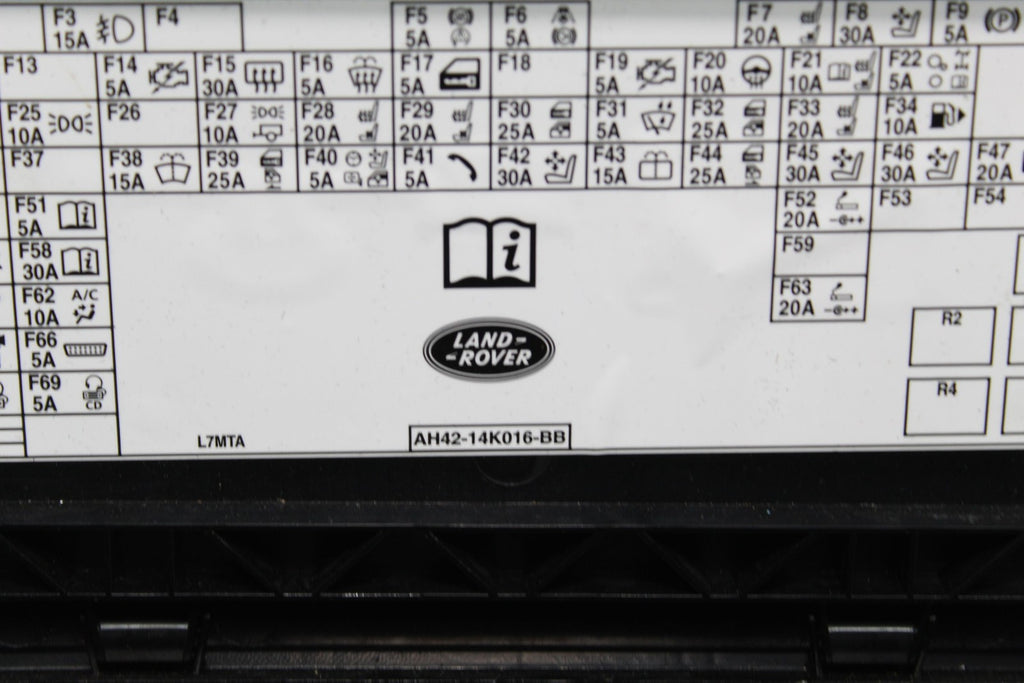 F3 F4 F5 F6 F7 F8 F9
15A 5A 5A 20A 30A 5A P
F13 F14 F15 F16 F17 F18 F19 F20 F21 F22
5A 30A 5A 5A 5A 10A 10A 5A
F25 F26 F27 F28 F29 F30 F31 F32 F33 F34
10A 10A 20A 20A 25A 5A 25A 20A 10A
F37 F38 F39 F40 F41 F42 F43 F44 F45 F46 F47
15A 25A 5A 5A 30A 15A 25A 30A 30A 20A
F51 F52 F53 F54
5A i 20A
F58 i F59
30A i
F62 A/C F63
10A 20A
R2
F66
5A
LAND-
-ROVER
F69 R4
5A CD
L7MTA AH42-14K016-BB